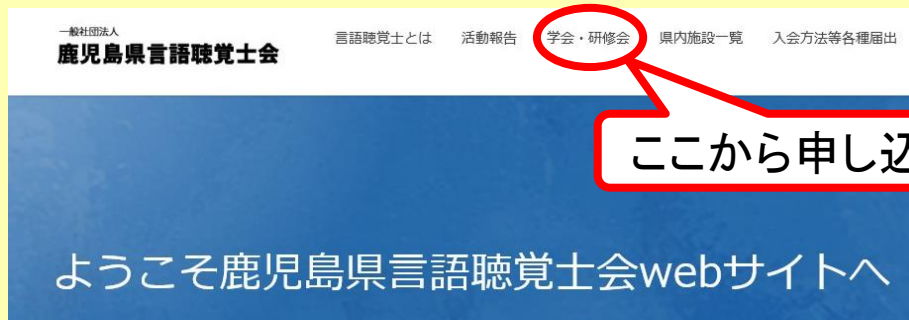 一般社団法人
鹿児島県言語聴覚士会
言語聴覚士とは 活動報告 学会・研修会 県内施設一覧 入会方法等各種届出
ここから申し込
ようこそ鹿児島県言語聴覚士会webサイトへ